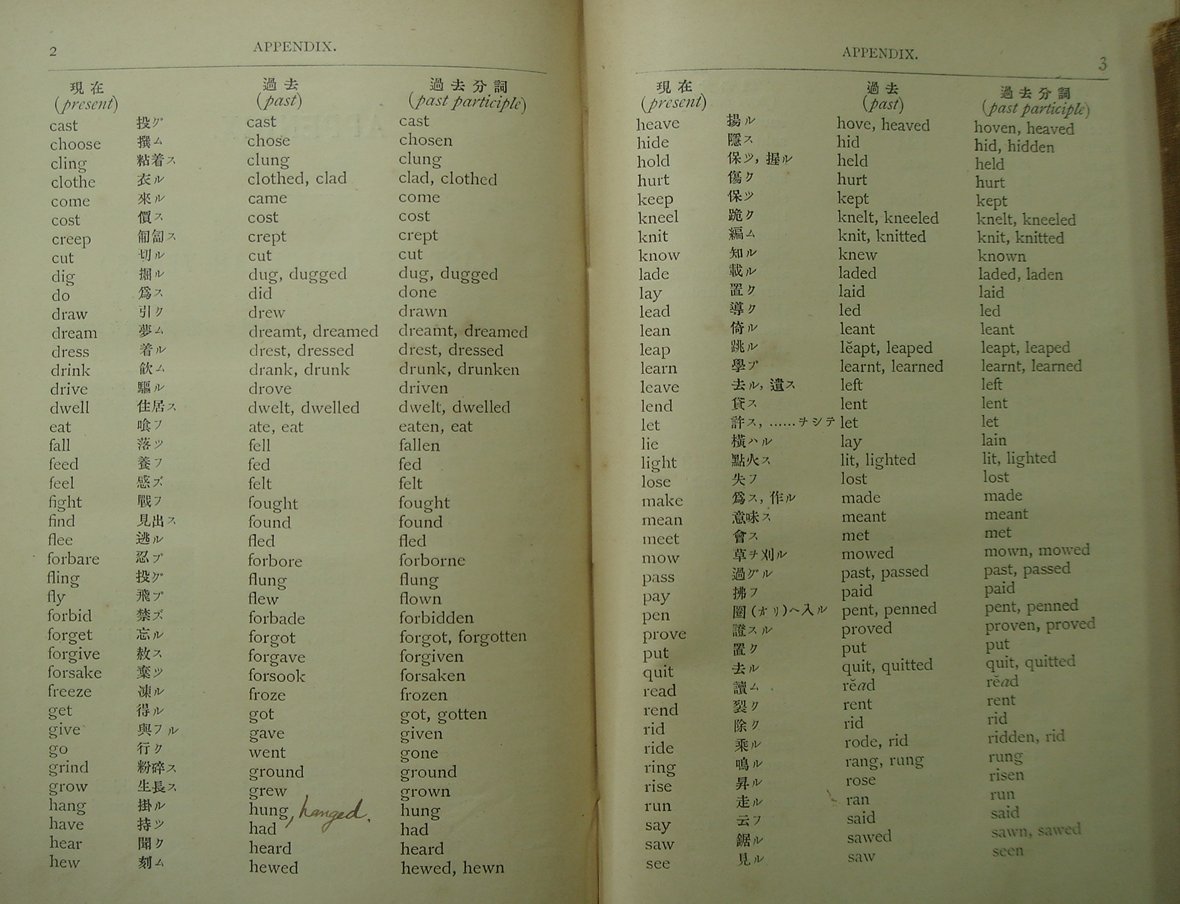 2
APPENDIX.
現在 過去 過去分詞
(present) (past) (past participle)
cast 投グ cast cast
choose 撰ム chose chosen
cling 粘着ス clung clung
clothe 衣ル clothed, clad clad, clothed
come 來ル came come
cost 價ス cost cost
creep 匍匐ス crept crept
cut 切ル cut cut
dig 掘ル dug, dugged dug, dugged
do 爲ス did done
draw 引ク drew drawn
dream 夢ム dreamt, dreamed dreamt, dreamed
dress 着ル drest, dressed drest, dressed
drink 飮ム drank, drunk drunk, drunken
drive 驅ル drove driven
dwell 住居ス dwelt, dwelled dwelt, dwelled
eat 喰フ ate, eat eaten, eat
fall 落ツ fell fallen
feed 養フ fed fed
feel 感ズ felt felt
fight 戰フ fought fought
find 見出ス found found
flee 逃ル fled fled
forbare 忍ブ forbore forborne
fling 投グ flung flung
fly 飛ブ flew flown
forbid 禁ズ forbade forbidden
forget 忘ル forgot forgot, forgotten
forgive 赦ス forgave forgiven
forsake 棄ツ forsook forsaken
freeze 凍ル froze frozen
get 得ル got got, gotten
give 與フル gave given
go 行ク went gone
grind 粉碎ス ground ground
grow 生長ス grew grown
hang 掛ル hung, hanged. hung
have 持ツ had had
hear 聞ク heard heard
hew 刻ム hewed hewed, hewn
APPENDIX.
3
現在 過去 過去分詞
(present) (past) (past participle)
heave 揚ル hove, heaved hoven, heaved
hide 隱ス hid hid, hidden
hold 保ツ, 握ル held held
hurt 傷ク hurt hurt
keep 保ツ kept kept
kneel 跪ク knelt, kneeled knelt, kneeled
knit 編ム knit, knitted knit, knitted
know 知ル knew known
lade 載ル laded laded, laden
lay 置ク laid laid
lead 導ク led led
lean 倚ル leant leant
leap 跳ル lĕapt, leaped leapt, leaped
learn 學ブ learnt, learned learnt, learned
leave 去ル, 遺ス left left
lend 貸ス lent lent
let 許ス, ......ヲシテ let let
lie 橫ハル lay lain
light 點火ス lit, lighted lit, lighted
lose 失フ lost lost
make 爲ス, 作ル made made
mean 意味ス meant meant
meet 會ス met met
mow 草ヲ刈ル mowed mown, mowed
pass 過グル past, passed past, passed
pay 拂フ paid paid
pen 圈(オリ)ヘ入ル pent, penned pent, penned
prove 證スル proved proven, proved
put 置ク put put
quit 去ル quit, quitted quit, quitted
read 讀ム rĕad rĕad
rend 裂ク rent rent
rid 除ク rid rid
ride 乘ル rode, rid ridden, rid
ring 鳴ル rang, rung rung
rise 昇ル rose risen
run 走ル ran run
say 云フ said said
saw 鋸ル sawed sawn, sawed
see 見ル saw seen